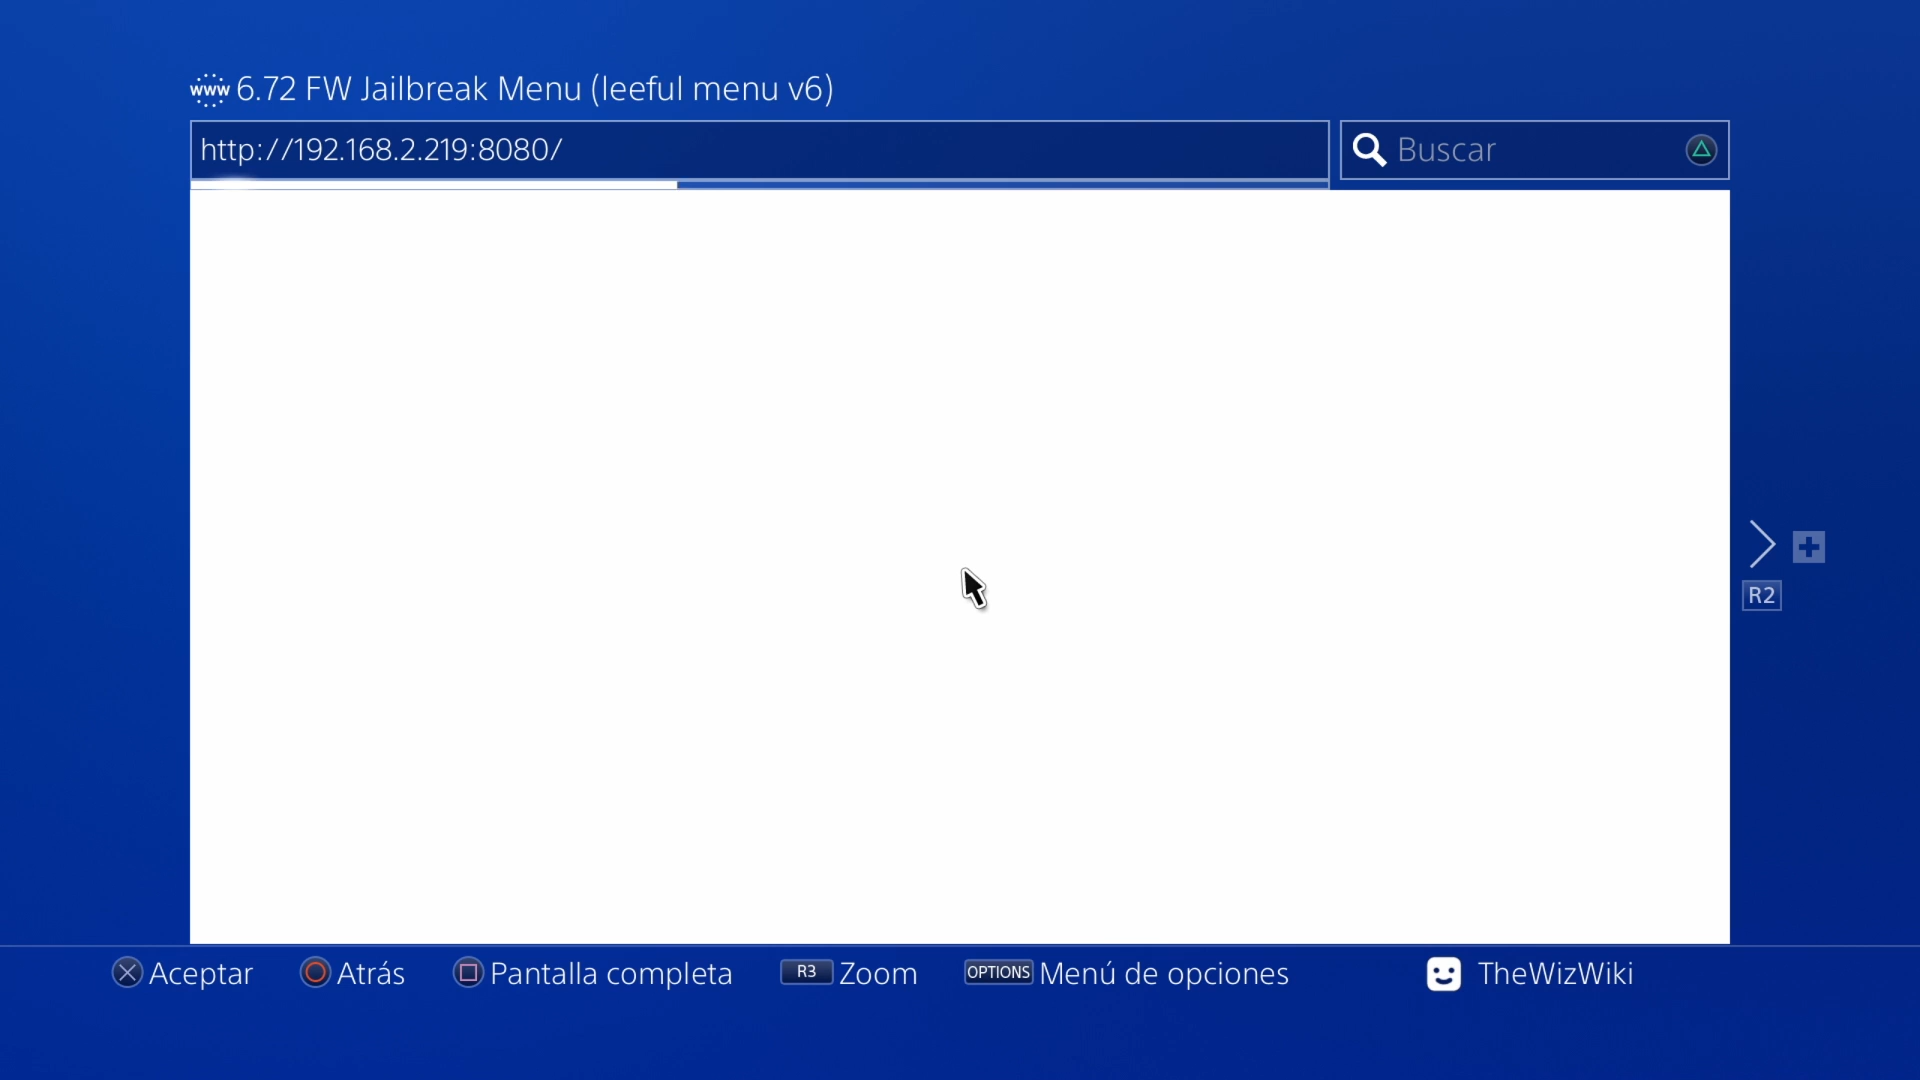 www 6.72 FW Jailbreak Menu (leeful menu v6)
http://192.168.2.219:8080/ Buscar
R2
Aceptar Atrás Pantalla completa R3 Zoom OPTIONS Menú de opciones TheWizWiki